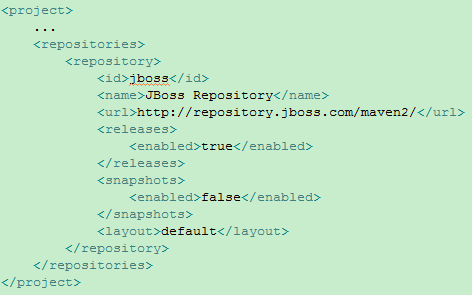 <project>
    ...
    <repositories>
        <repository>
            <id>jboss</id>
            <name>JBoss Repository</name>
            <url>http://repository.jboss.com/maven2/</url>
            <releases>
                <enabled>true</enabled>
            </releases>
            <snapshots>
                <enabled>false</enabled>
            </snapshots>
            <layout>default</layout>
        </repository>
    </repositories>
</project>